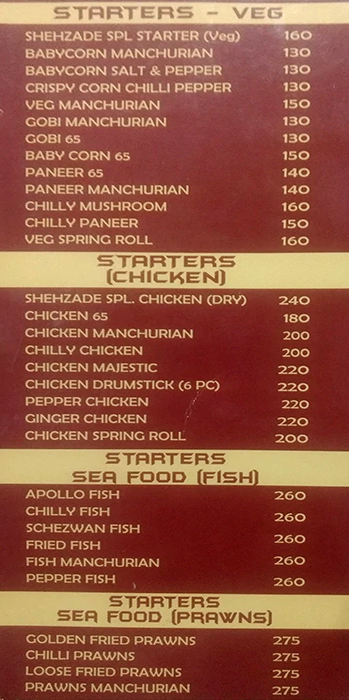 STARTERS - VEG
SHEHZADE SPL STARTER (Veg) 160
BABYCORN MANCHURIAN 130
BABYCORN SALT & PEPPER 130
CRISPY CORN CHILLI PEPPER 130
VEG MANCHURIAN 150
GOBI MANCHURIAN 130
GOBI 65 130
BABY CORN 65 150
PANEER 65 140
PANEER MANCHURIAN 140
CHILLY MUSHROOM 160
CHILLY PANEER 150
VEG SPRING ROLL 160
STARTERS
(CHICKEN)
SHEHZADE SPL. CHICKEN (DRY) 240
CHICKEN 65 180
CHICKEN MANCHURIAN 200
CHILLY CHICKEN 200
CHICKEN MAJESTIC 220
CHICKEN DRUMSTICK (6 PC) 220
PEPPER CHICKEN 220
GINGER CHICKEN 220
CHICKEN SPRING ROLL 200
STARTERS
SEA FOOD (FISH)
APOLLO FISH 260
CHILLY FISH 260
SCHEZWAN FISH
FRIED FISH 260
FISH MANCHURIAN 260
PEPPER FISH 260
STARTERS
SEA FOOD (PRAWNS)
GOLDEN FRIED PRAWNS 275
CHILLI PRAWNS 275
LOOSE FRIED PRAWNS 275
PRAWNS MANCHURIAN 275